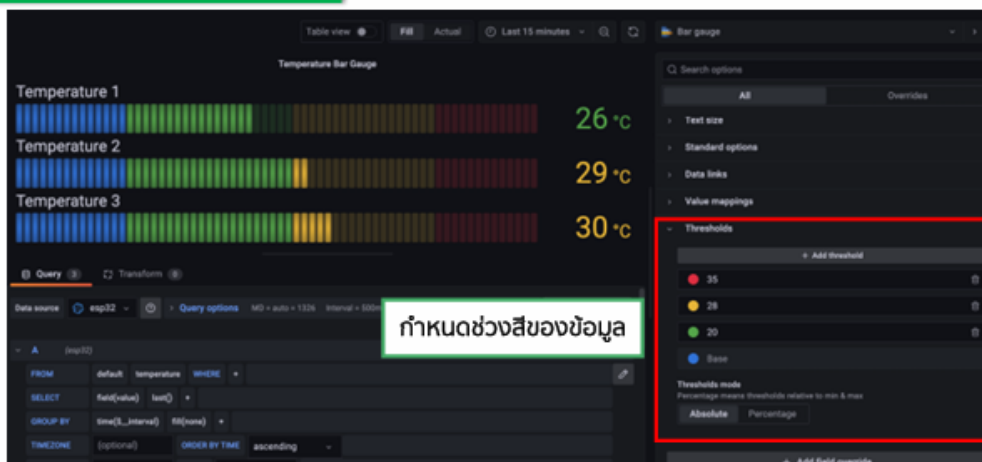 Table view Fill Actual Last 15 minutes
Bar gauge
Temperature Bar Gauge
Search options
All Overrides
Temperature 1
26 °C
Text size
Temperature 2
29 °C
Standard options
Data links
Temperature 3
30 °C
Value mappings
Thresholds
+ Add threshold
35
28
20
Base
Thresholds mode
Percentage means thresholds relative to min & max
Absolute Percentage
+ Add field override
Query 3 Transform 0
Data source esp32 > Query options MD = auto = 1326 Interval = 500m
กำหนดช่วงสีของข้อมูล
A (esp32)
FROM default temperature WHERE +
SELECT field(value) last() +
GROUP BY time($__interval) fill(none) +
TIMEZONE (optional) ORDER BY TIME ascending